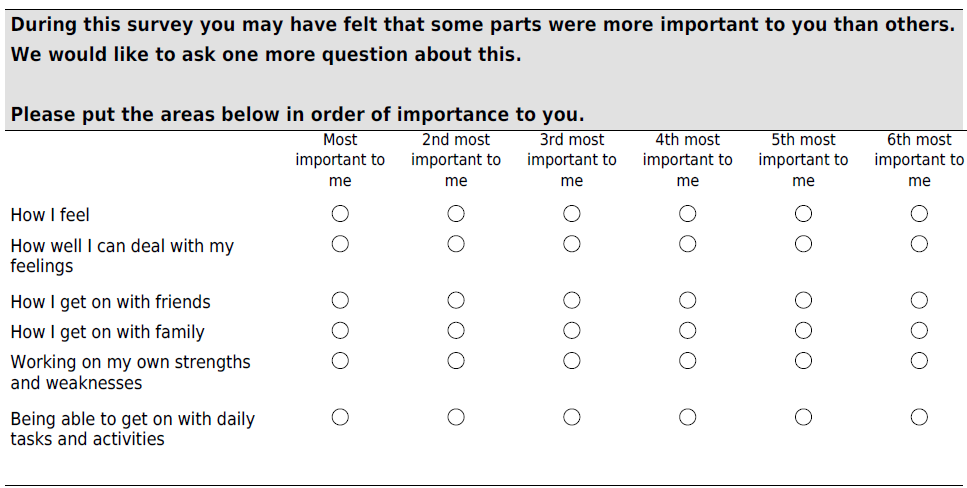 During this survey you may have felt that some parts were more important to you than others.
We would like to ask one more question about this.
Please put the areas below in order of importance to you.
Most important to me
2nd most important to me
3rd most important to me
4th most important to me
5th most important to me
6th most important to me
How I feel
How well I can deal with my
feelings
How I get on with friends
How I get on with family
Working on my own strengths
and weaknesses
Being able to get on with daily
tasks and activities